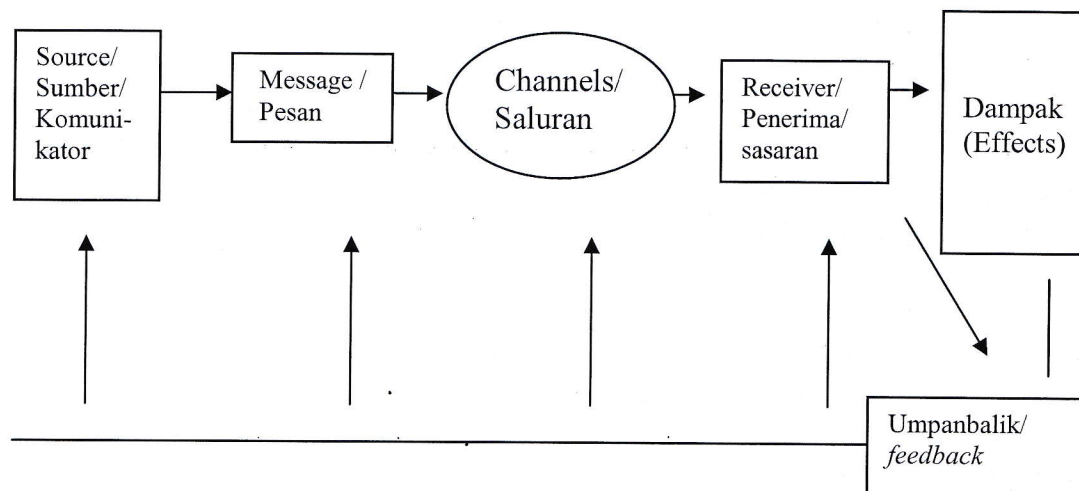 Source/
Sumber/
Komuni-
kator
Message /
Pesan
Channels/
Saluran
Receiver/
Penerima/
sasaran
Dampak
(Effects)
Umpanbalik/
feedback